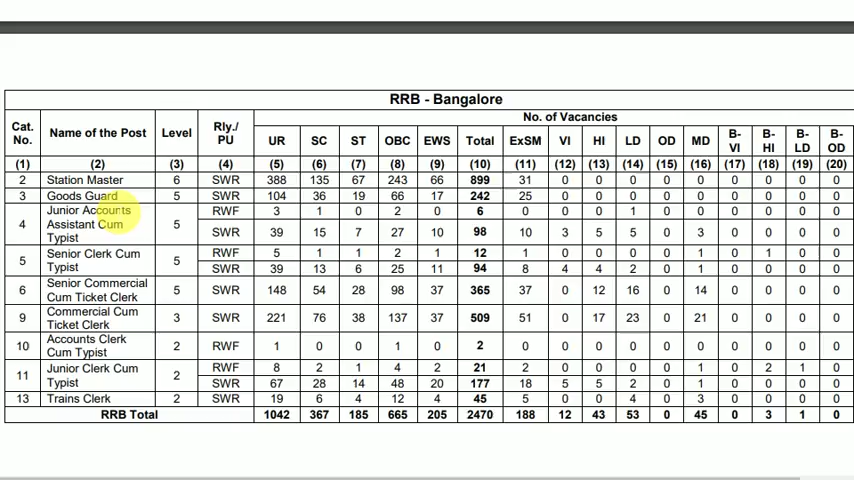 RRB - Bangalore
Cat. No. Name of the Post Level Rly./ PU No. of Vacancies
UR SC ST OBC EWS Total ExSM VI HI LD OD MD B-VI B-HI B-LD B-OD
(1) (2) (3) (4) (5) (6) (7) (8) (9) (10) (11) (12) (13) (14) (15) (16) (17) (18) (19) (20)
2 Station Master 6 SWR 388 135 67 243 66 899 31 0 0 0 0 0 0 0 0 0
3 Goods Guard 5 SWR 104 36 19 66 17 242 25 0 0 0 0 0 0 0 0 0
4 Junior Accounts Assistant Cum Typist 5 RWF 3 1 0 2 0 6 0 0 0 1 0 0 0 0 0 0
SWR 39 15 7 27 10 98 10 3 5 5 0 3 0 0 0 0
5 Senior Clerk Cum Typist 5 RWF 5 1 1 2 1 12 1 0 0 0 0 1 0 1 0 0
SWR 39 13 6 25 11 94 8 4 4 2 0 1 0 0 0 0
6 Senior Commercial Cum Ticket Clerk 5 SWR 148 54 28 98 37 365 37 0 12 16 0 14 0 0 0 0
9 Commercial Cum Ticket Clerk 3 SWR 221 76 38 137 37 509 51 0 17 23 0 21 0 0 0 0
10 Accounts Clerk Cum Typist 2 RWF 1 0 0 1 0 2 0 0 0 0 0 0 0 0 0 0
11 Junior Clerk Cum Typist 2 RWF 8 2 1 4 2 21 2 0 0 0 0 1 0 2 1 0
SWR 67 28 14 48 20 177 18 5 5 2 0 1 0 0 0 0
13 Trains Clerk 2 SWR 19 6 4 12 4 45 5 0 0 4 0 3 0 0 0 0
RRB Total 1042 367 185 665 205 2470 188 12 43 53 0 45 0 3 1 0